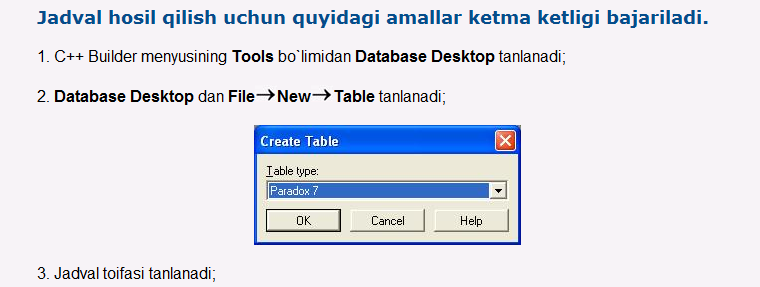 Jadval hosil qilish uchun quyidagi amallar ketma ketligi bajariladi.
1. C++ Builder menyusining Tools bo`limidan Database Desktop tanlanadi;
2. Database Desktop dan File→New→Table tanlanadi;
Create Table
Table type:
Paradox 7
OK Cancel Help
3. Jadval toifasi tanlanadi;